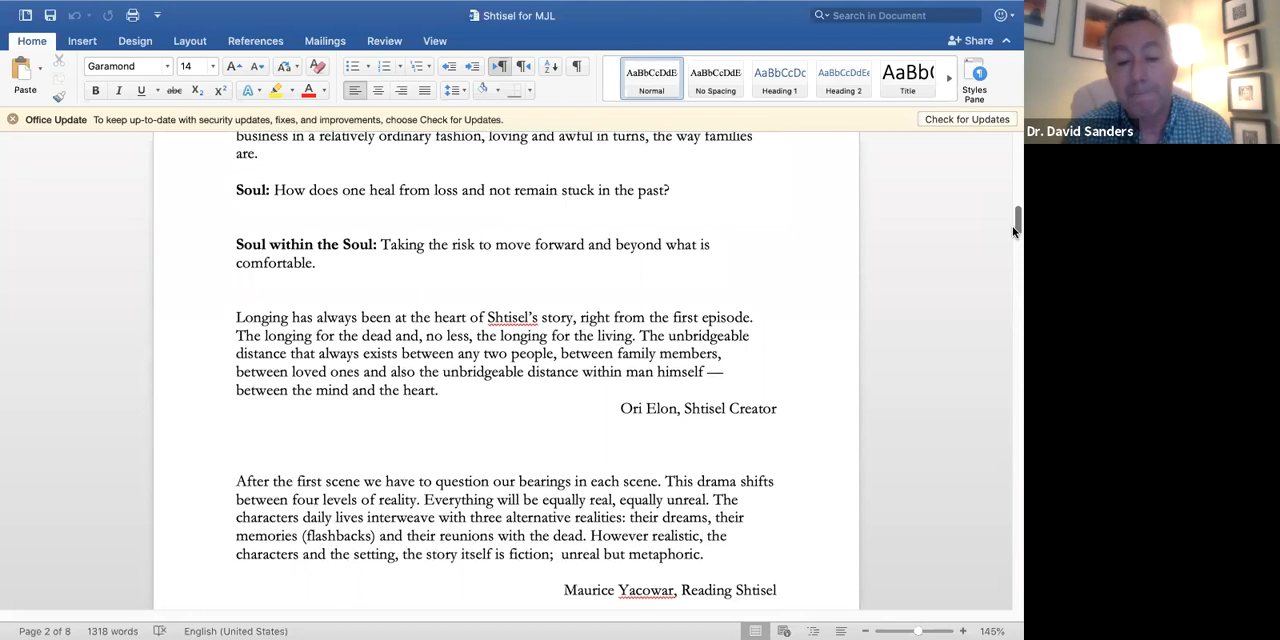 Shtisel for MJL
Search in Document
Home Insert Design Layout References Mailings Review View
Share
Paste
Garamond 14
AaBbCcDdE AaBbCcDdE AaBbCcDc AaBbCcDdEe AaBb(
Normal No Spacing Heading 1 Heading 2 Title
Styles
Pane
Office Update To keep up-to-date with security updates, fixes, and improvements, choose Check for Updates. Check for Updates
business in a relatively ordinary fashion, loving and awful in turns, the way families
are.
Soul: How does one heal from loss and not remain stuck in the past?
Soul within the Soul: Taking the risk to move forward and beyond what is
comfortable.
Longing has always been at the heart of Shtisel’s story, right from the first episode.
The longing for the dead and, no less, the longing for the living. The unbridgeable
distance that always exists between any two people, between family members,
between loved ones and also the unbridgeable distance within man himself —
between the mind and the heart.
Ori Elon, Shtisel Creator
After the first scene we have to question our bearings in each scene. This drama shifts
between four levels of reality. Everything will be equally real, equally unreal. The
characters daily lives interweave with three alternative realities: their dreams, their
memories (flashbacks) and their reunions with the dead. However realistic, the
characters and the setting, the story itself is fiction;  unreal but metaphoric.
Maurice Yacowar, Reading Shtisel
Page 2 of 8 1318 words English (United States) 145%
Dr. David Sanders